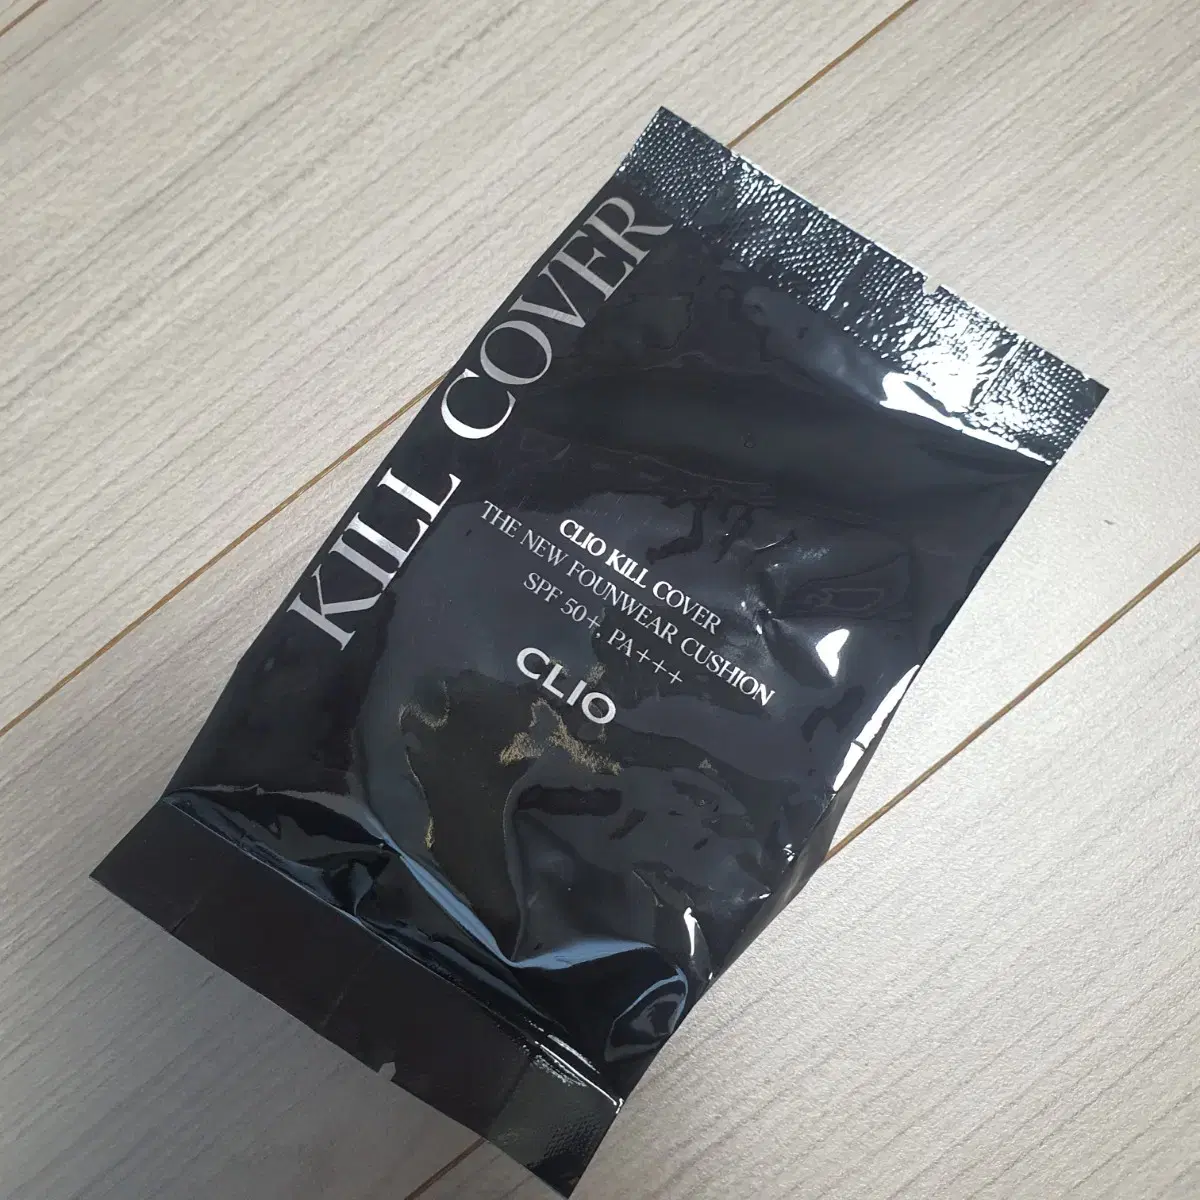 KILL COVER
CLIO KILL COVER
THE NEW FOUNWEAR CUSHION
SPF 50+, PA+++
CLIO